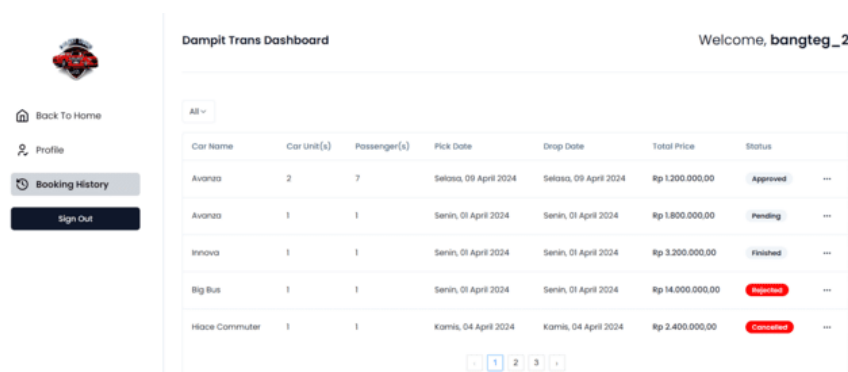 Dampit Trans Dashboard
Welcome, bangteg_2
Back To Home
Profile
Booking History
Sign Out
All
Car Name Car Unit(s) Passenger(s) Pick Date Drop Date Total Price Status
Avanza 2 7 Selasa, 09 April 2024 Selasa, 09 April 2024 Rp 1.200.000,00 Approved ...
Avanza 1 1 Senin, 01 April 2024 Senin, 01 April 2024 Rp 1.800.000,00 Pending ...
Innova 1 1 Senin, 01 April 2024 Senin, 01 April 2024 Rp 3.200.000,00 Finished ...
Big Bus 1 1 Senin, 01 April 2024 Senin, 01 April 2024 Rp 14.000.000,00 Rejected ...
Hiace Commuter 1 1 Kamis, 04 April 2024 Kamis, 04 April 2024 Rp 2.400.000,00 Cancelled ...
‹ 1 2 3 ›